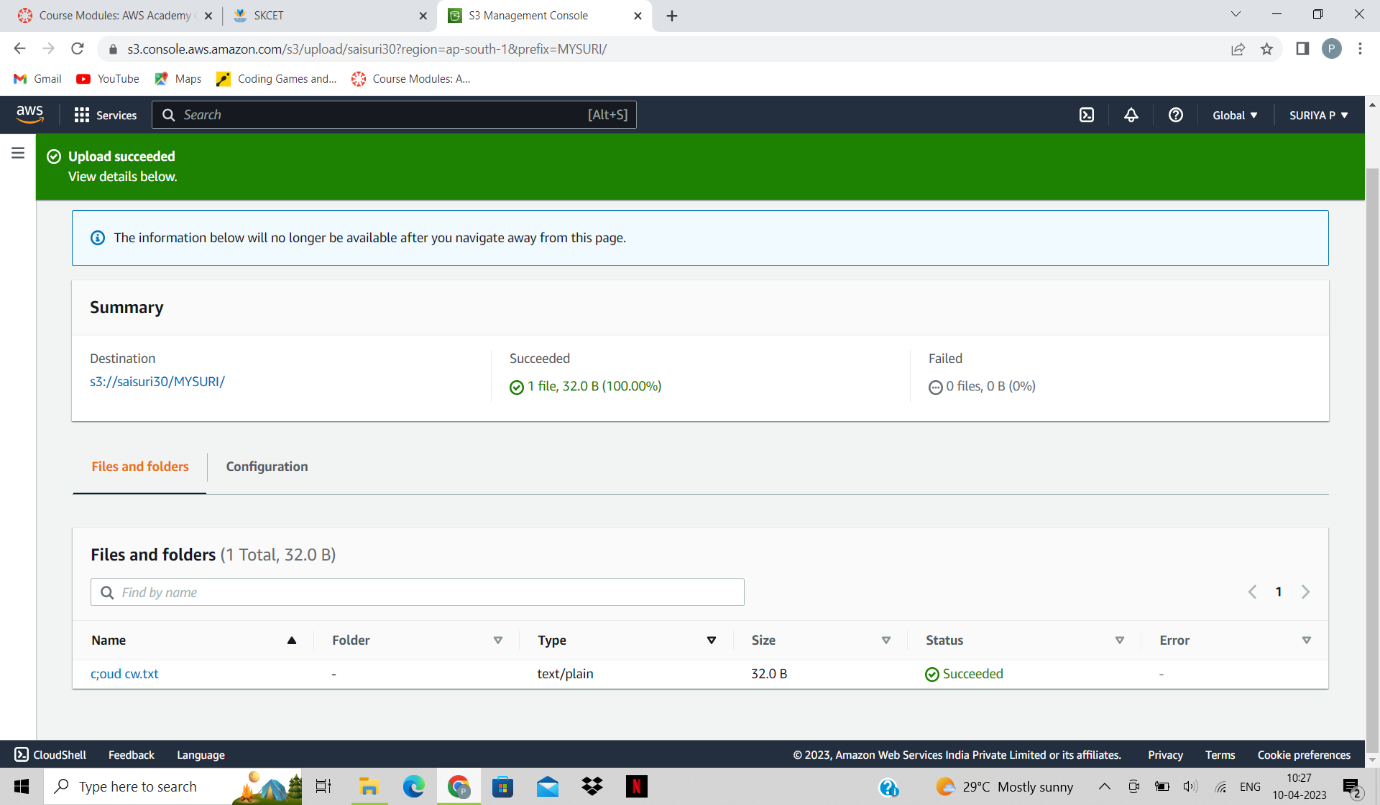 Course Modules: AWS Academy
SKCET
S3 Management Console
s3.console.aws.amazon.com/s3/upload/saisuri30?region=ap-south-1&prefix=MYSURI/
P
Gmail
YouTube
Maps
Coding Games and...
Course Modules: A...
aws
Services
Search
[Alt+S]
Global
SURIYA P
Upload succeeded
View details below.
The information below will no longer be available after you navigate away from this page.
Summary
Destination
s3://saisuri30/MYSURI/
Succeeded
1 file, 32.0 B (100.00%)
Failed
0 files, 0 B (0%)
Files and folders
Configuration
Files and folders (1 Total, 32.0 B)
Find by name
1
Name
Folder
Type
Size
Status
Error
c;oud cw.txt
-
text/plain
32.0 B
Succeeded
-
CloudShell
Feedback
Language
© 2023, Amazon Web Services India Private Limited or its affiliates.
Privacy
Terms
Cookie preferences
Type here to search
29°C Mostly sunny
ENG
10:27
10-04-2023
2